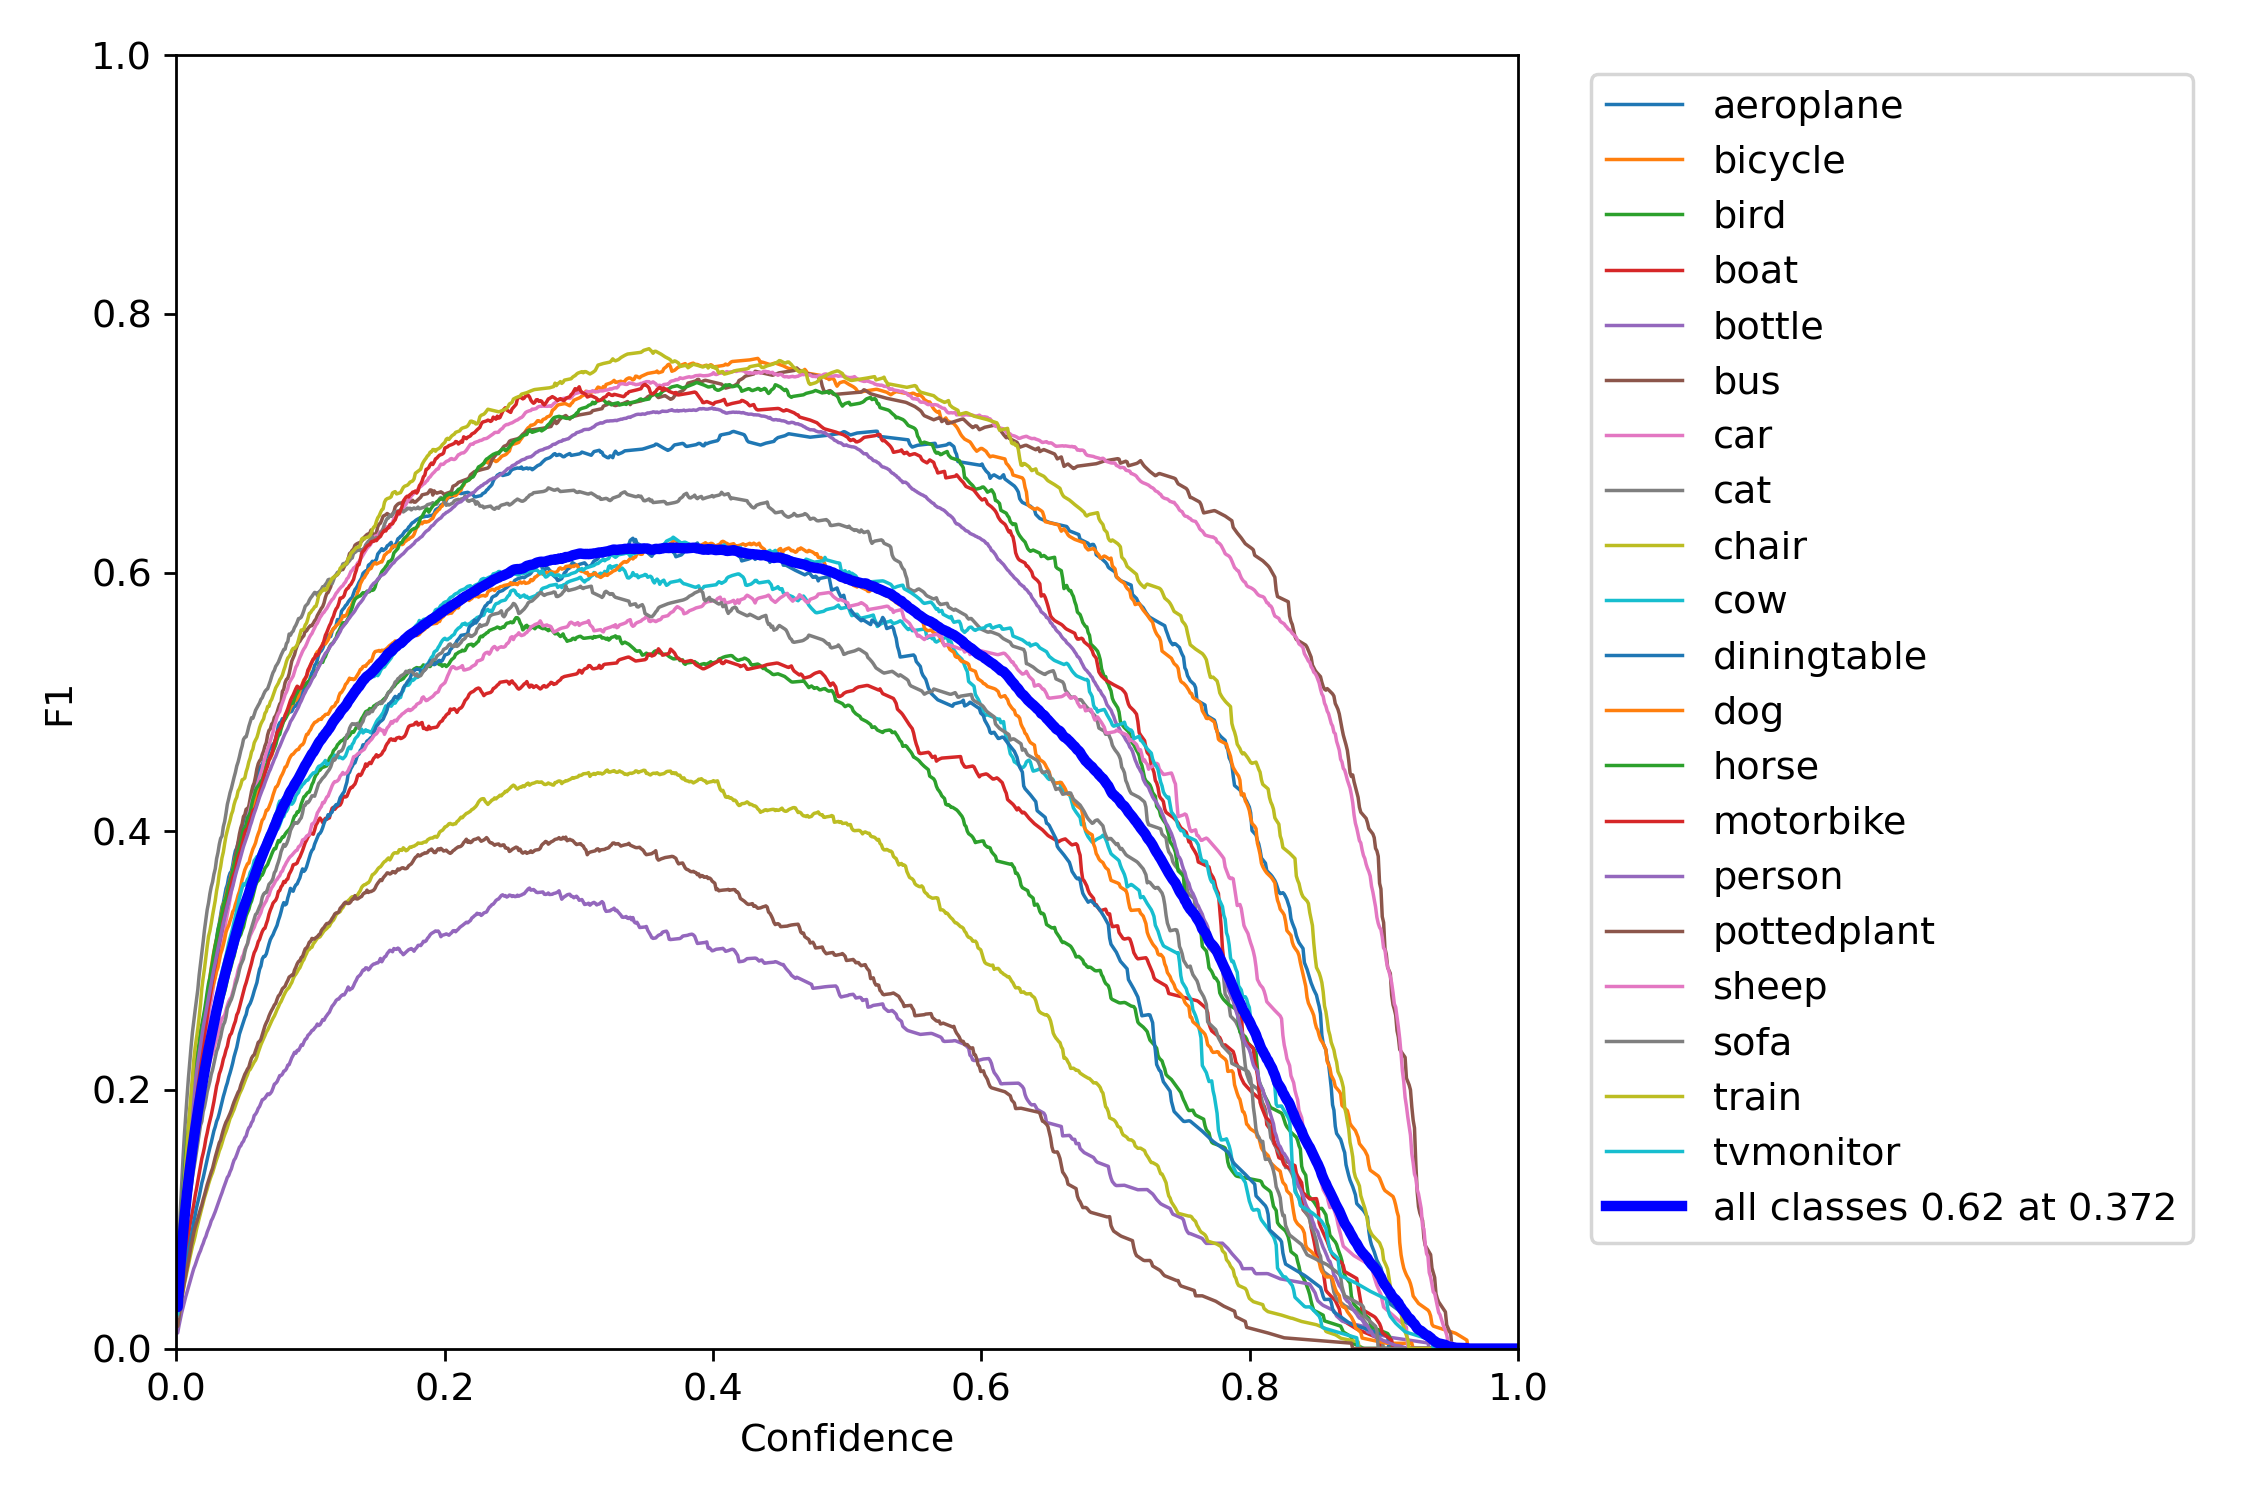 1.0
0.8
0.6
0.4
0.2
0.0
F1
0.0 0.2 0.4 0.6 0.8 1.0
Confidence
aeroplane
bicycle
bird
boat
bottle
bus
car
cat
chair
cow
diningtable
dog
horse
motorbike
person
pottedplant
sheep
sofa
train
tvmonitor
all classes 0.62 at 0.372